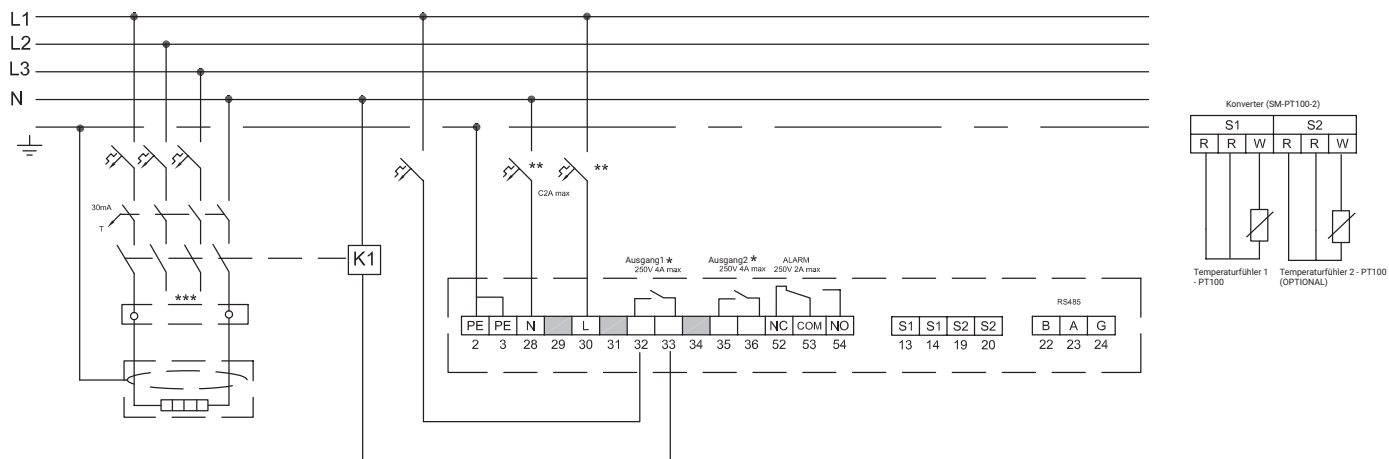 L1
L2
L3
N
30mA
T
***
K1
**
**
C2A max
Ausgang1 *
250V 4A max
Ausgang2 *
250V 4A max
ALARM
250V 2A max
PE PE N L NC COM NO
2 3 28 29 30 31 32 33 34 35 36 52 53 54
S1 S1 S2 S2
13 14 19 20
RS485
B A G
22 23 24
Konverter (SM-PT100-2)
S1 S2
R R W R R W
Temperaturfühler 1
- PT100
Temperaturfühler 2 - PT100
(OPTIONAL)